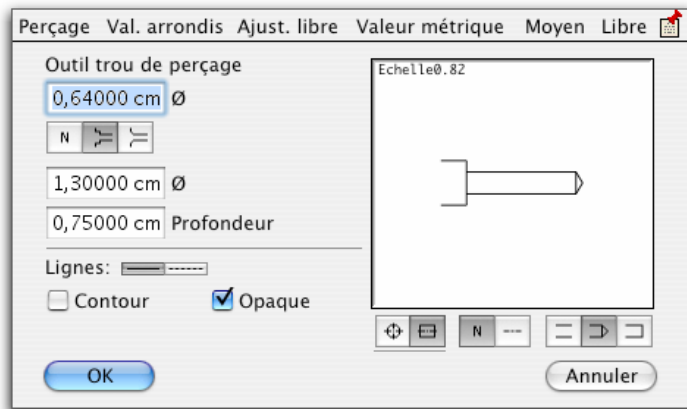 Perçage Val. arrondis Ajust. libre Valeur métrique Moyen Libre
Outil trou de perçage
0,64000 cm Ø
N
1,30000 cm Ø
0,75000 cm Profondeur
Lignes:
Contour Opaque
OK
Echelle0.82
N
Annuler